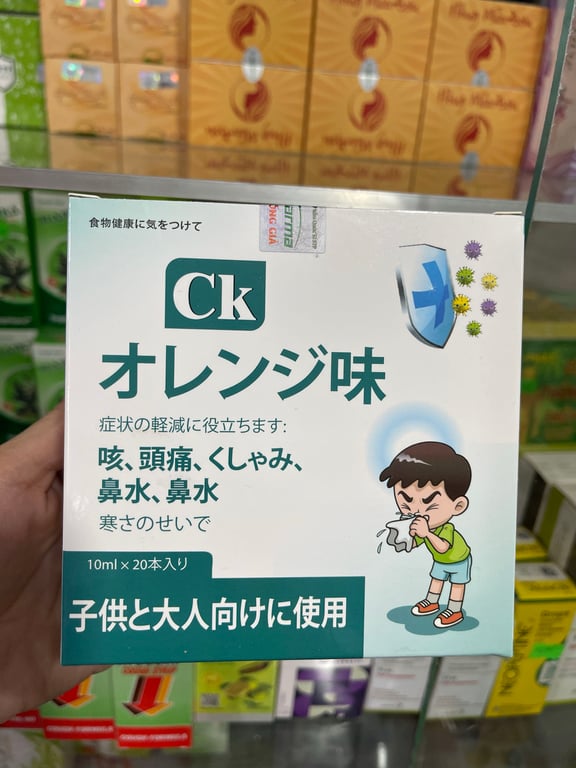 食物健康に気をつけて
Ck
オレンジ味
症状の軽減に役立ちます:
咳、頭痛、くしゃみ、
鼻水、鼻水
寒さのせいで
10ml×20本入り
子供と大人向けに使用